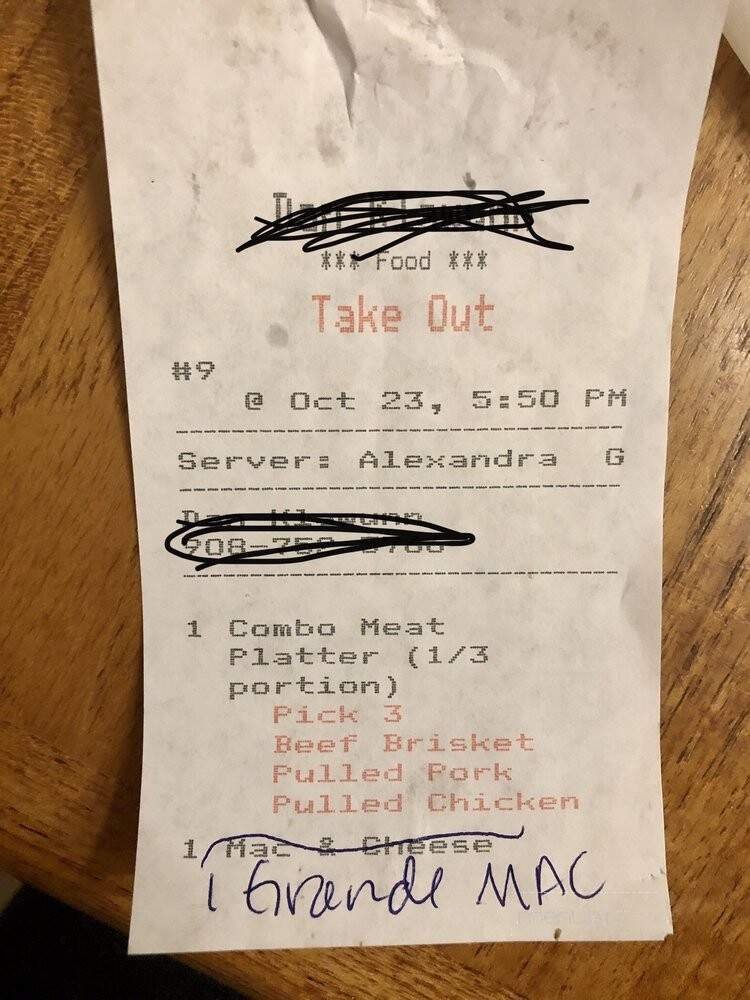 *** Food ***
Take Out
#9
@ Oct 23, 5:50 PM
Server: Alexandra G
1 Combo Meat
Platter (1/3
portion)
Pick 3
Beef Brisket
Pulled Pork
Pulled Chicken
1 Mac & Cheese
1 Grande MAC